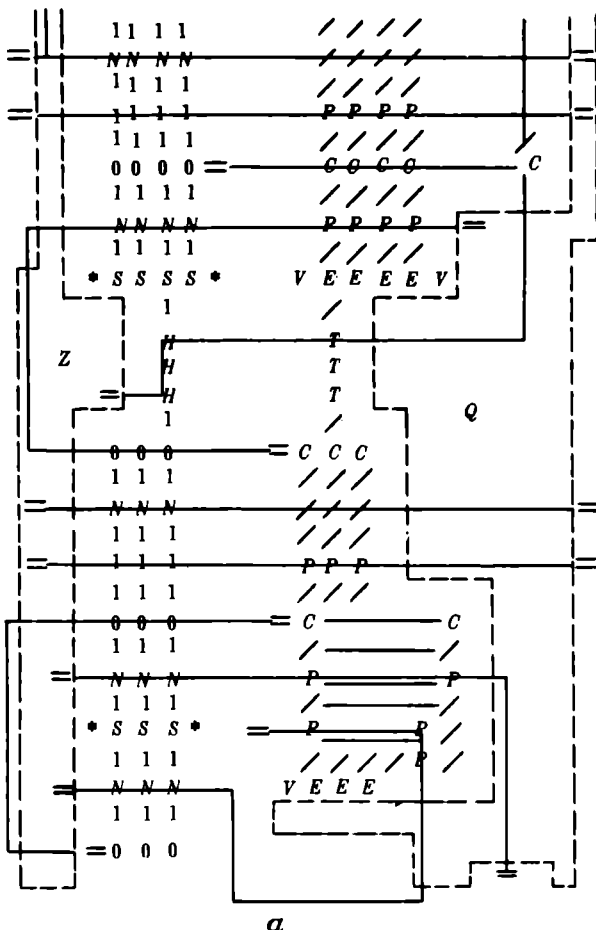 1 1 1 1 / / / /
= N N N N / / / / =
1 1 1 1 / / / /
= 1 1 1 1 P P P P =
1 1 1 1 / / / / /
0 0 0 0 = C C C C C
1 1 1 1 / / / /
N N N N P P P P =
1 1 1 1 / / / /
* S S S S * V E E E E V
1 /
H T
Z H T
= H T Q
1 /
0 0 0 = C C C
1 1 1 / / /
= N N N / / / =
1 1 1 / / /
= 1 1 1 P P P =
1 1 1 / / /
0 0 0 = C C
1 1 1 / /
= N N N P P
1 1 1 / /
* S S S * = P P /
1 1 1 / / / / P /
= N N N V E E E
1 1 1
= 0 0 0 =
a